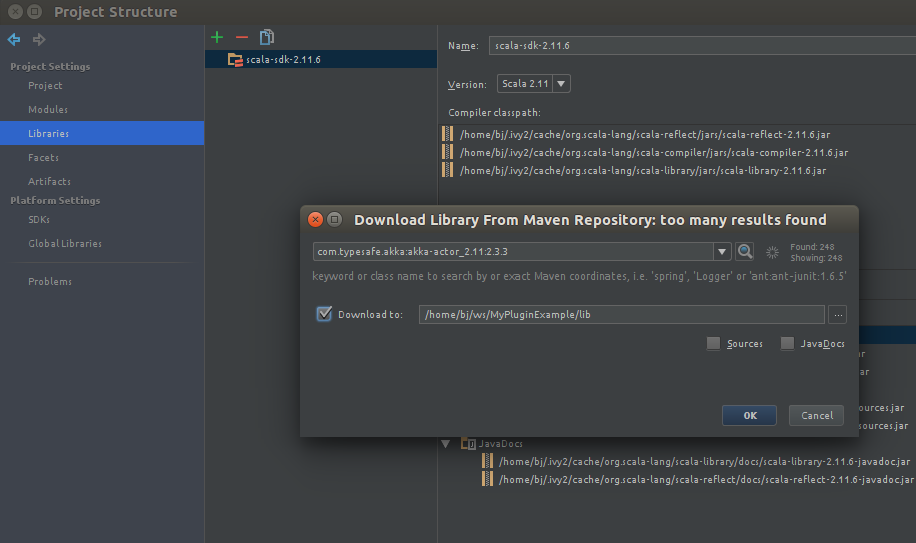 Project Structure
Project Settings
Project
Modules
Libraries
Facets
Artifacts
Platform Settings
SDKs
Global Libraries
Problems
scala-sdk-2.11.6
Name: scala-sdk-2.11.6
Version: Scala 2.11
Compiler classpath:
/home/bj/.ivy2/cache/org.scala-lang/scala-reflect/jars/scala-reflect-2.11.6.jar
/home/bj/.ivy2/cache/org.scala-lang/scala-compiler/jars/scala-compiler-2.11.6.jar
/home/bj/.ivy2/cache/org.scala-lang/scala-library/jars/scala-library-2.11.6.jar
Download Library From Maven Repository: too many results found
com.typesafe.akka:akka-actor_2.11:2.3.3
Found: 248
Showing: 248
keyword or class name to search by or exact Maven coordinates, i.e. 'spring', 'Logger' or 'ant:ant-junit:1.6.5'
Download to: /home/bj/ws/MyPluginExample/lib ...
Sources JavaDocs
OK Cancel
ar
ar
ources.jar
sources.jar
JavaDocs
/home/bj/.ivy2/cache/org.scala-lang/scala-library/docs/scala-library-2.11.6-javadoc.jar
/home/bj/.ivy2/cache/org.scala-lang/scala-reflect/docs/scala-reflect-2.11.6-javadoc.jar